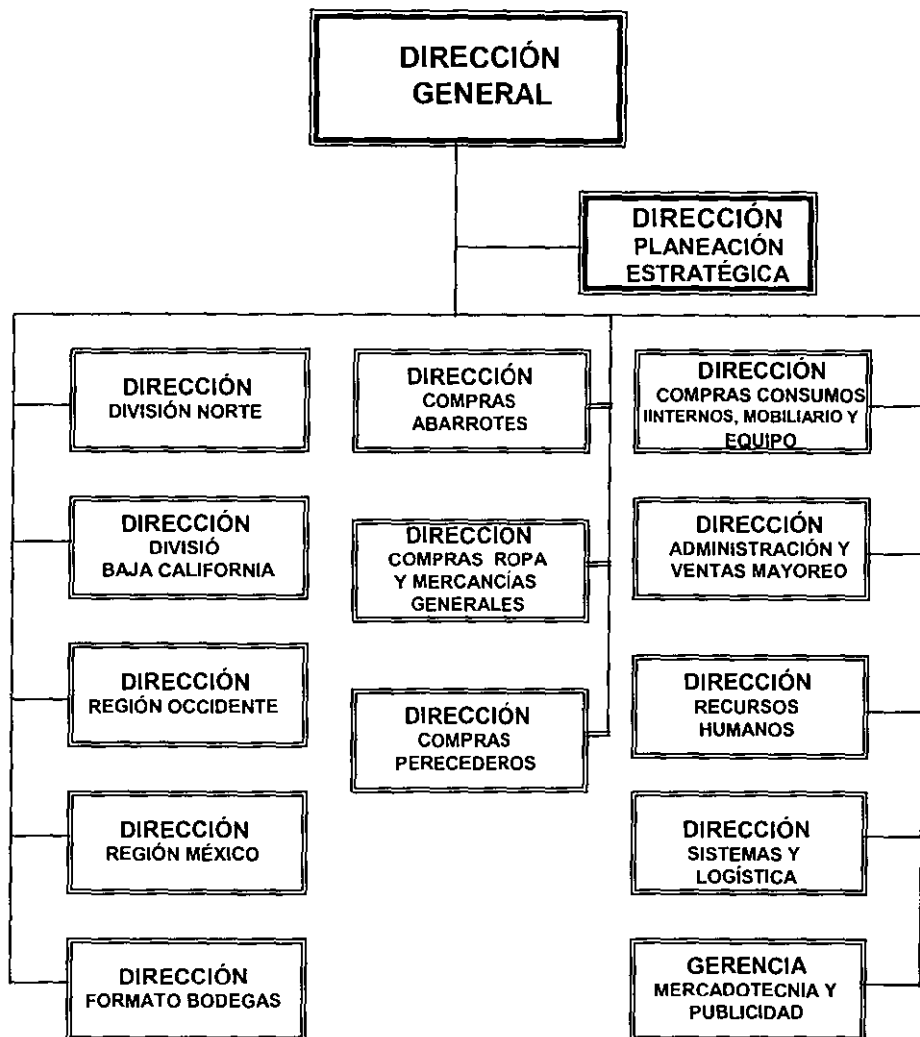 DIRECCIÓN
GENERAL
DIRECCIÓN
PLANEACIÓN
ESTRATÉGICA
DIRECCIÓN
DIVISIÓN NORTE
DIRECCIÓN
DIVISIÓ
BAJA CALIFORNIA
DIRECCIÓN
REGIÓN OCCIDENTE
DIRECCIÓN
REGIÓN MÉXICO
DIRECCIÓN
FORMATO BODEGAS
DIRECCIÓN
COMPRAS
ABARROTES
DIRECCION
COMPRAS ROPA
Y MERCANCÍAS
GENERALES
DIRECCIÓN
COMPRAS
PERECEDEROS
DIRECCIÓN
COMPRAS CONSUMOS
IINTERNOS, MOBILIARIO Y
EQUIPO
DIRECCIÓN
ADMINISTRACIÓN Y
VENTAS MAYOREO
DIRECCIÓN
RECURSOS
HUMANOS
DIRECCIÓN
SISTEMAS Y
LOGÍSTICA
GERENCIA
MERCADOTECNIA Y
PUBLICIDAD